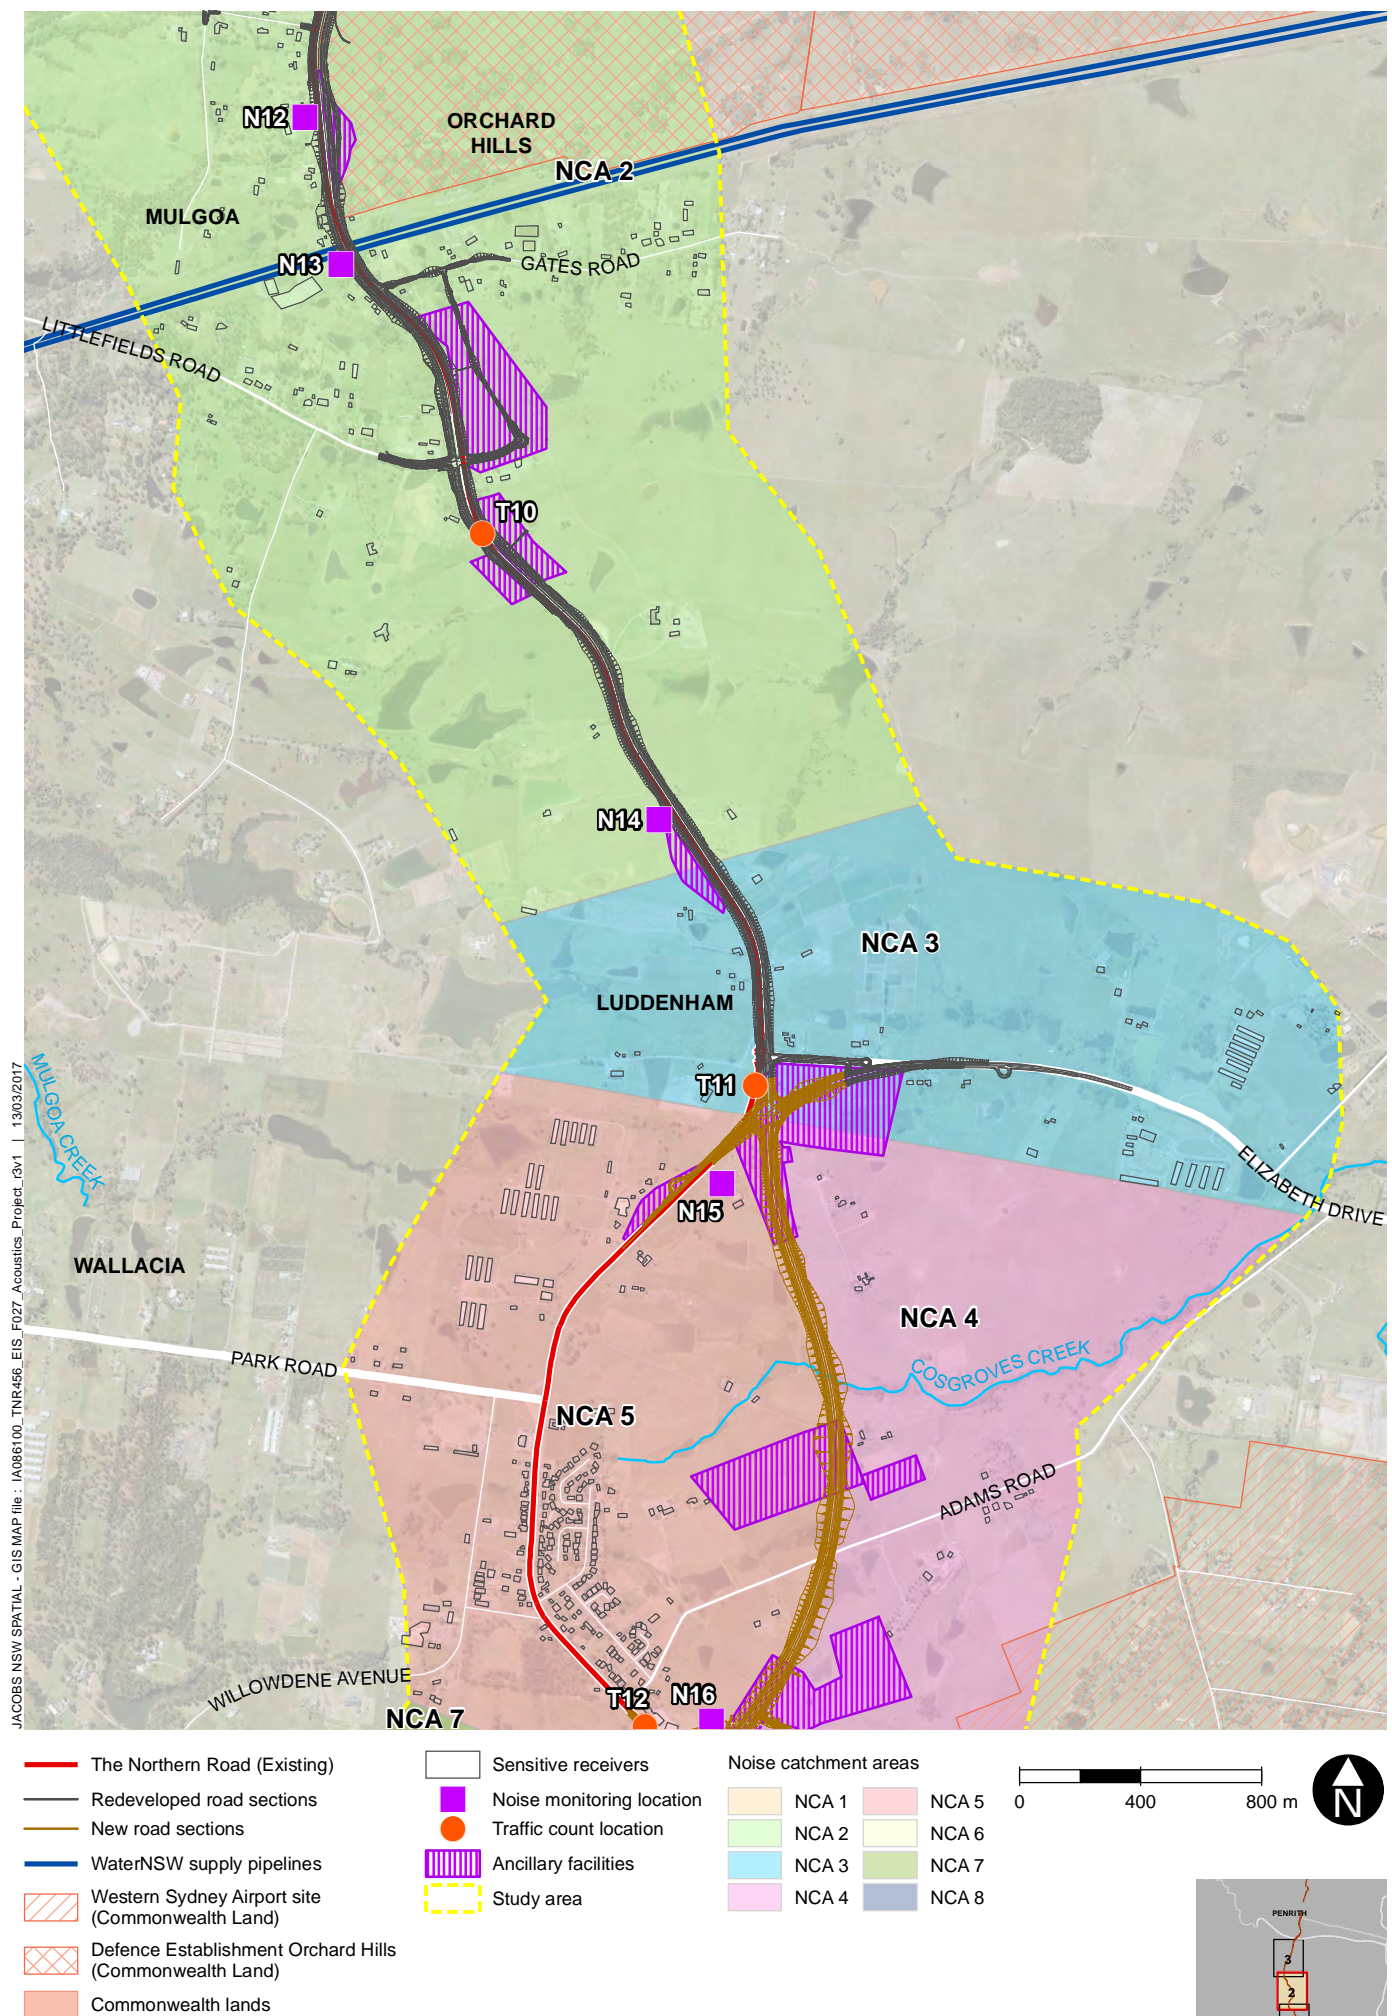 N12
ORCHARD
HILLS
NCA 2
MULGOA
N13
GATES ROAD
LITTLEFIELDS ROAD
T10
N14
NCA 3
LUDDENHAM
T11
MULGOA CREEK
ELIZABETH DRIVE
N15
WALLACIA
NCA 4
COSGROVES CREEK
PARK ROAD
NCA 5
ADAMS ROAD
WILLOWDENE AVENUE
T12
N16
NCA 7
JACOBS NSW SPATIAL - GIS MAP file : IA086100_TNR456_EIS_F027_Acoustics_Project_r3v1 | 13/03/2017
The Northern Road (Existing)
Redeveloped road sections
New road sections
WaterNSW supply pipelines
Western Sydney Airport site
(Commonwealth Land)
Defence Establishment Orchard Hills
(Commonwealth Land)
Commonwealth lands
Sensitive receivers
Noise monitoring location
Traffic count location
Ancillary facilities
Study area
Noise catchment areas
NCA 1
NCA 2
NCA 3
NCA 4
NCA 5
NCA 6
NCA 7
NCA 8
0 400 800 m
N
PENRITH
3
2